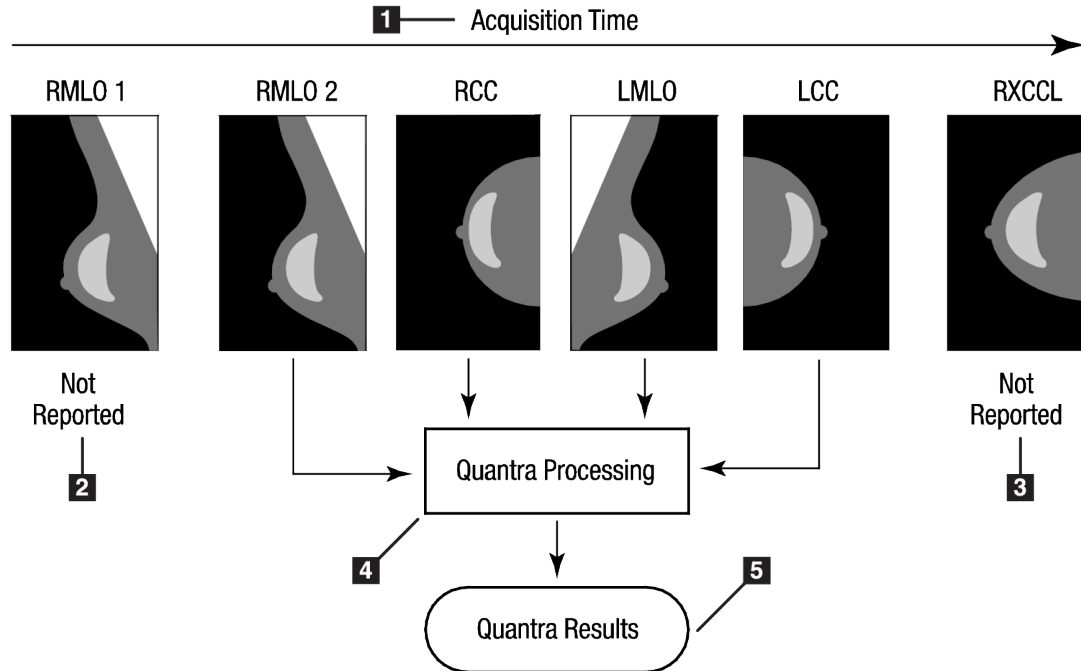 1 Acquisition Time
RMLO 1 RMLO 2 RCC LMLO LCC RXCCL
Not
Reported
2
Not
Reported
3
Quantra Processing
4
5
Quantra Results